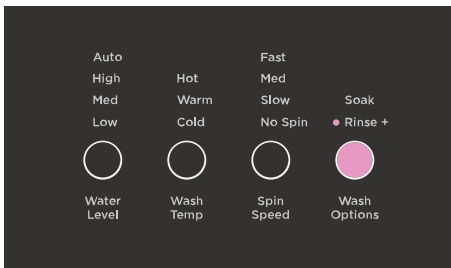 Auto
High
Med
Low
Hot
Warm
Cold
Fast
Med
Slow
No Spin
Soak
Rinse +
Water
Level
Wash
Temp
Spin
Speed
Wash
Options